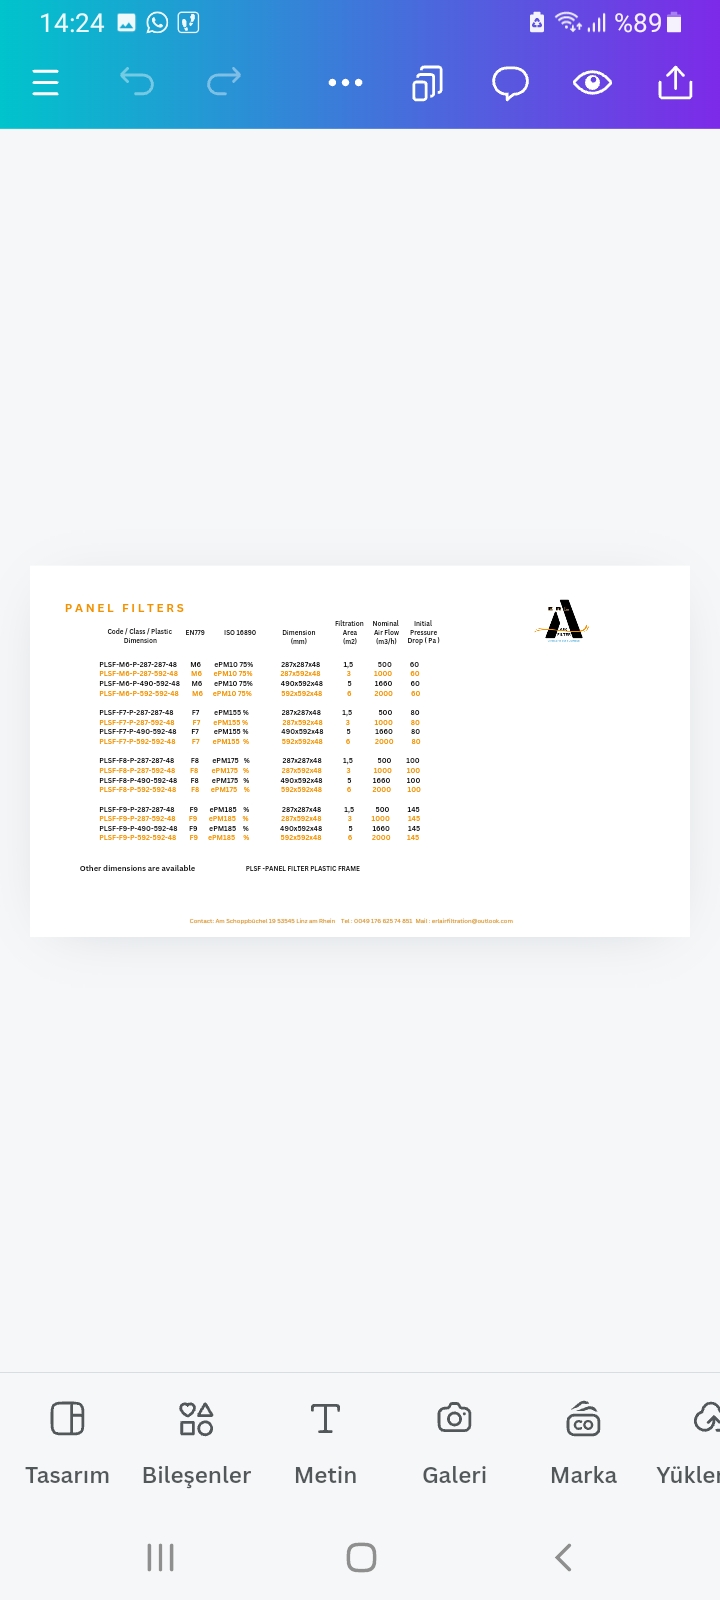 14:24 %89
PANEL FILTERS
Code / Class / Plastic Dimension EN779 ISO 16890 Dimension (mm) Filtration Area (m2) Nominal Air Flow (m3/h) Initial Pressure Drop ( Pa )
PLSF-M6-P-287-287-48 M6 ePM10 75% 287x287x48 1,5 500 60
PLSF-M6-P-287-592-48 M6 ePM10 75% 287x592x48 3 1000 60
PLSF-M6-P-490-592-48 M6 ePM10 75% 490x592x48 5 1660 60
PLSF-M6-P-592-592-48 M6 ePM10 75% 592x592x48 6 2000 60
PLSF-F7-P-287-287-48 F7 ePM155 % 287x287x48 1,5 500 80
PLSF-F7-P-287-592-48 F7 ePM155 % 287x592x48 3 1000 80
PLSF-F7-P-490-592-48 F7 ePM155 % 490x592x48 5 1660 80
PLSF-F7-P-592-592-48 F7 ePM155 % 592x592x48 6 2000 80
PLSF-F8-P-287-287-48 F8 ePM175 % 287x287x48 1,5 500 100
PLSF-F8-P-287-592-48 F8 ePM175 % 287x592x48 3 1000 100
PLSF-F8-P-490-592-48 F8 ePM175 % 490x592x48 5 1660 100
PLSF-F8-P-592-592-48 F8 ePM175 % 592x592x48 6 2000 100
PLSF-F9-P-287-287-48 F9 ePM185 % 287x287x48 1,5 500 145
PLSF-F9-P-287-592-48 F9 ePM185 % 287x592x48 3 1000 145
PLSF-F9-P-490-592-48 F9 ePM185 % 490x592x48 5 1660 145
PLSF-F9-P-592-592-48 F9 ePM185 % 592x592x48 6 2000 145
Other dimensions are available PLSF -PANEL FILTER PLASTIC FRAME
Contact: Am Schoppbüchel 19 53545 Linz am Rhein Tel : 0049 176 625 74 651 Mail : erlairfiltration@outlook.com
Tasarım Bileşenler Metin Galeri Marka Yükler